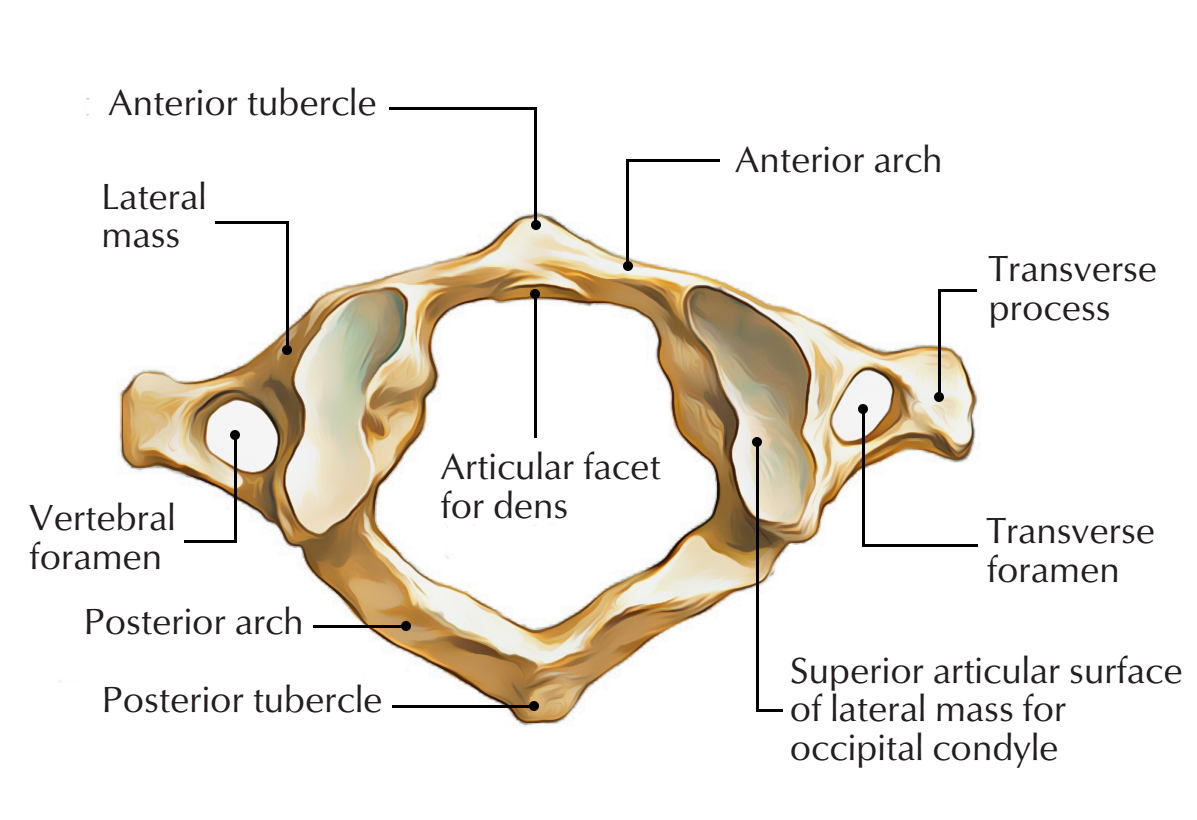 Anterior tubercle
Anterior arch
Lateral
mass
Transverse
process
Articular facet
for dens
Vertebral
foramen
Transverse
foramen
Posterior arch
Superior articular surface
of lateral mass for
occipital condyle
Posterior tubercle